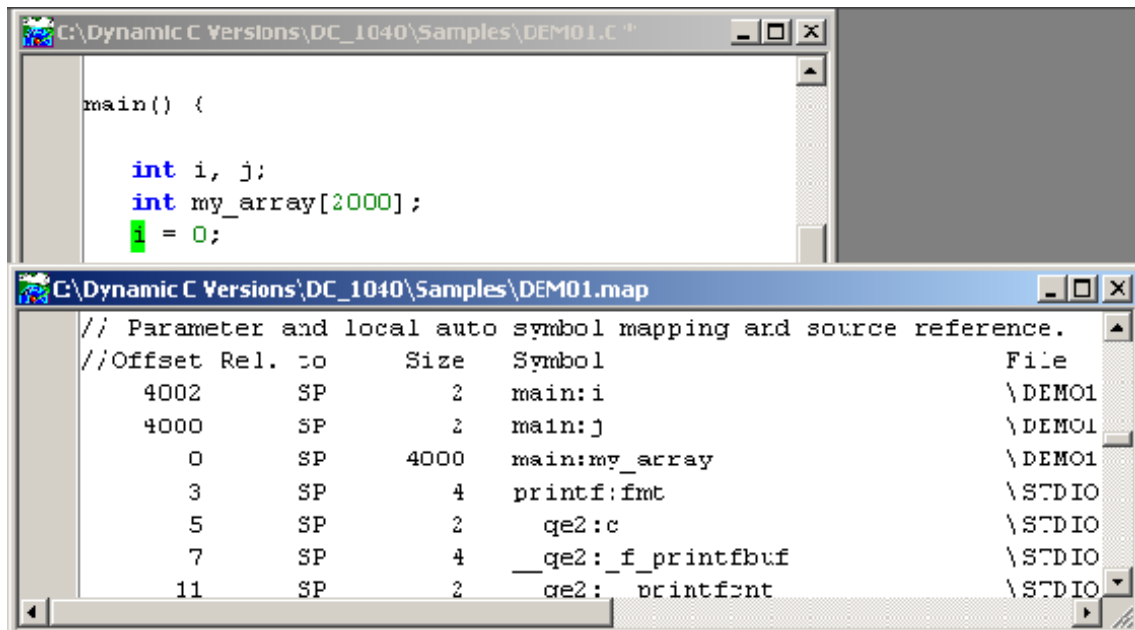 C:\Dynamic C Versions\DC_1040\Samples\DEMO1.C *
main() {
int i, j;
int my_array[2000];
i = 0;
C:\Dynamic C Versions\DC_1040\Samples\DEMO1.map
// Parameter and local auto symbol mapping and source reference.
//Offset Rel. to Size Symbol File
4002 SP 2 main:i \DEMO1
4000 SP 2 main:j \DEMO1
0 SP 4000 main:my_array \DEMO1
3 SP 4 printf:fmt \STDIO
5 SP 2 __qe2:c \STDIO
7 SP 4 __qe2:_f_printfbuf \STDIO
11 SP 2 \STDIO